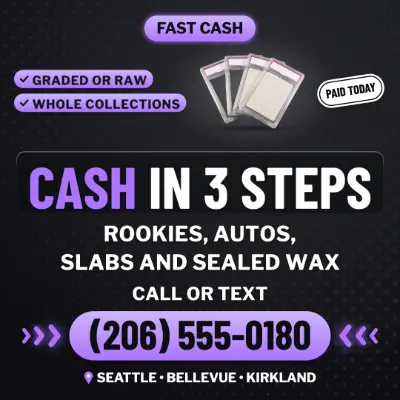 FAST CASH
GRADED OR RAW
WHOLE COLLECTIONS
PAID TODAY
CASH IN 3 STEPS
ROOKIES, AUTOS,
SLABS AND SEALED WAX
CALL OR TEXT
(206) 555-0180
SEATTLE • BELLEVUE • KIRKLAND